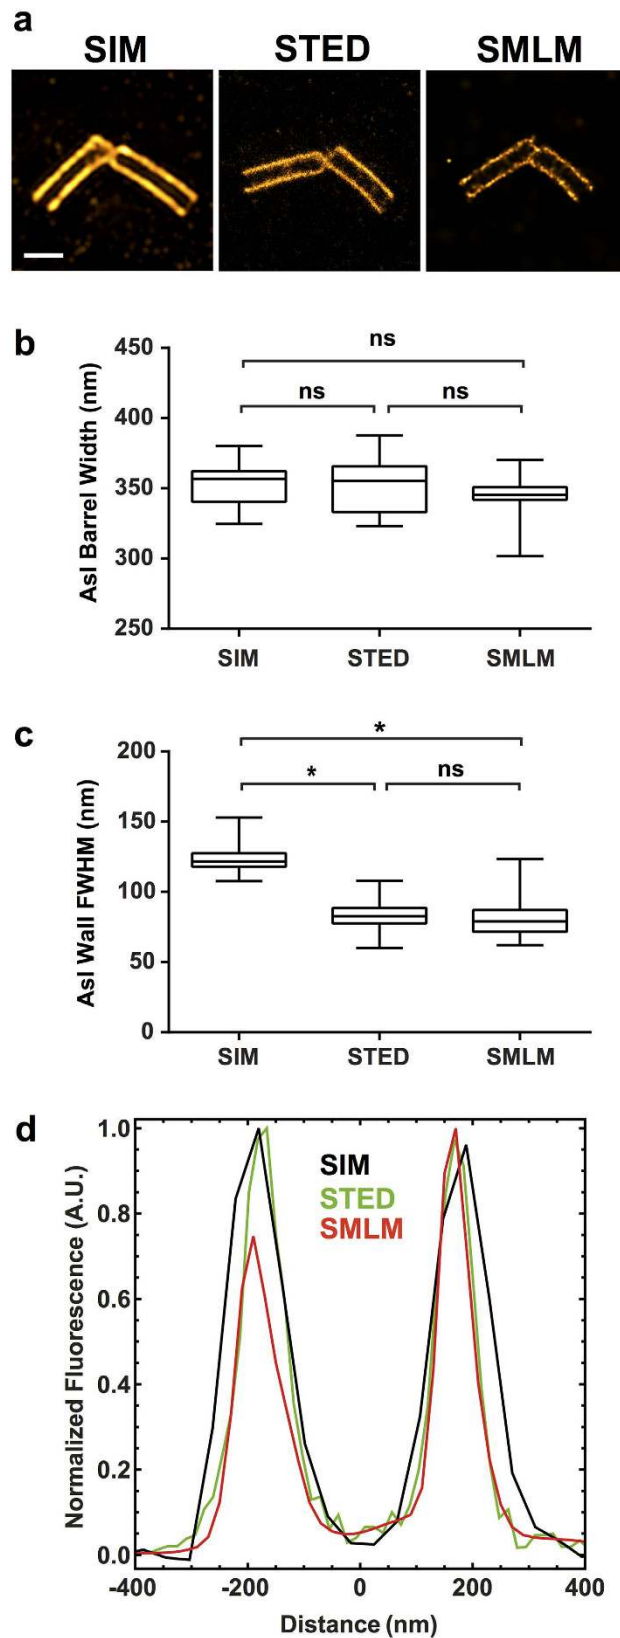 a
SIM STED SMLM
b
Asl Barrel Width (nm)
450
400
350
300
250
ns
ns ns
SIM STED SMLM
c
Asl Wall FWHM (nm)
200
150
100
50
0
*
* ns
SIM STED SMLM
d
Normalized Fluorescence (A.U.)
1.0
0.8
0.6
0.4
0.2
0.0
SIM
STED
SMLM
-400 -200 0 200 400
Distance (nm)